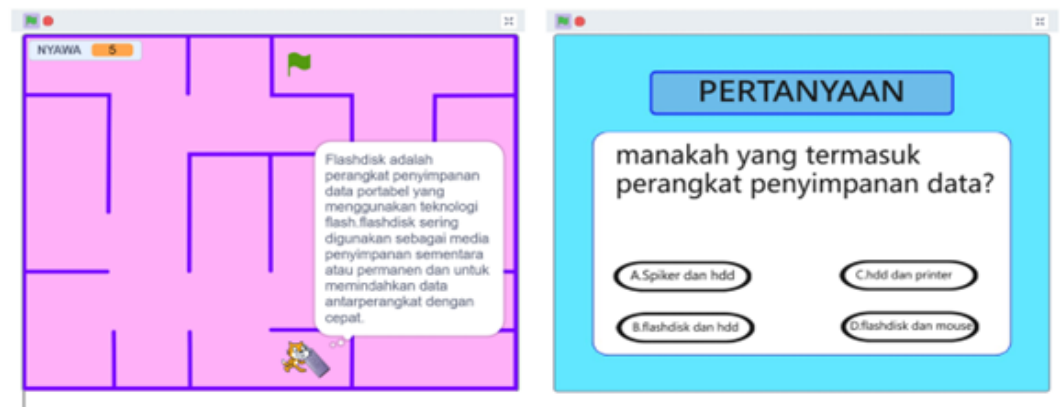 NYAWA 5
Flashdisk adalah
perangkat penyimpanan
data portabel yang
menggunakan teknologi
flash.flashdisk sering
digunakan sebagai media
penyimpanan sementara
atau permanen dan untuk
memindahkan data
antarperangkat dengan
cepat.
PERTANYAAN
manakah yang termasuk
perangkat penyimpanan data?
A.Spiker dan hdd
C.hdd dan printer
B.flashdisk dan hdd
D.flashdisk dan mouse